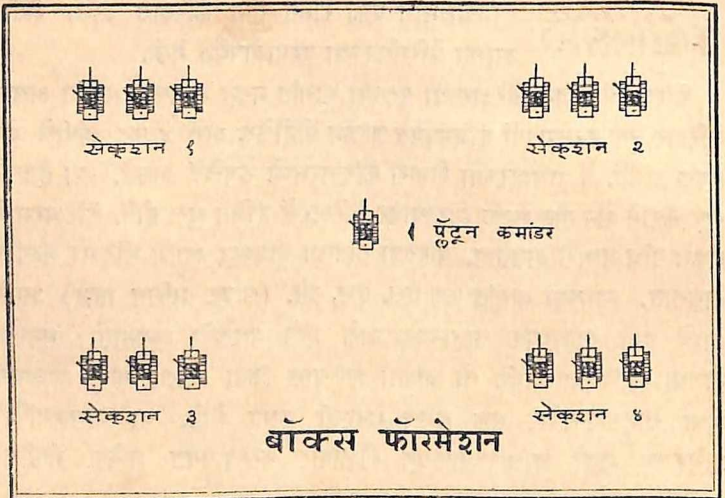 सेक्शन १
सेक्शन २
१ प्लॅटून कमांडर
सेक्शन ३
सेक्शन ४
बॉक्स फॉरमेशन